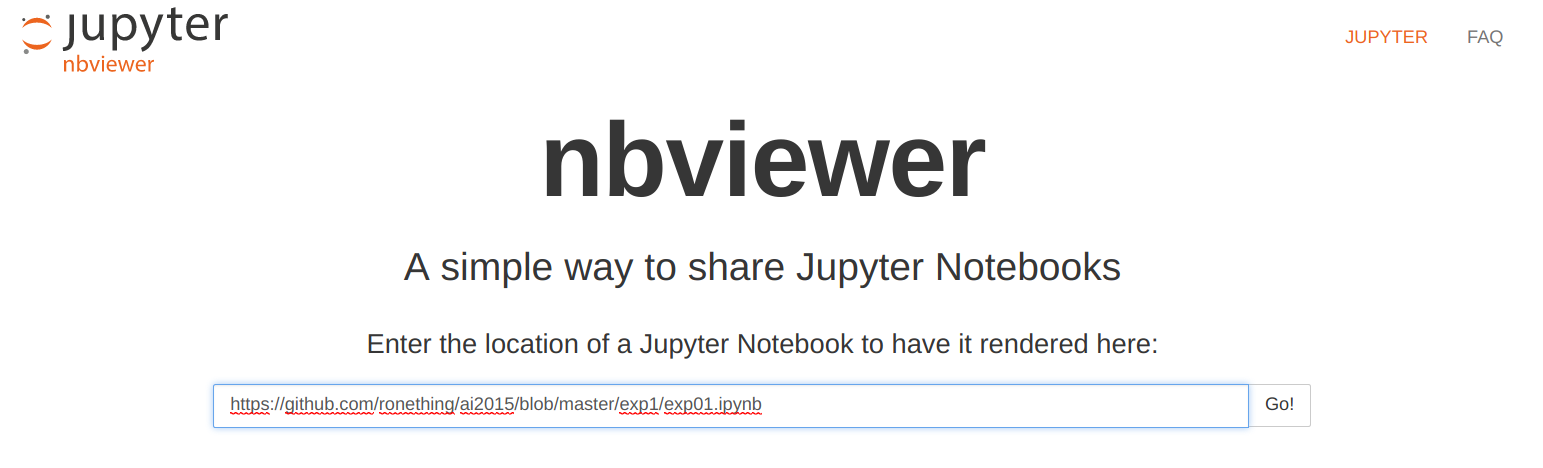 jupyter
nbviewer
JUPYTER FAQ
nbviewer
A simple way to share Jupyter Notebooks
Enter the location of a Jupyter Notebook to have it rendered here:
https://github.com/ronething/ai2015/blob/master/exp1/exp01.ipynb Go!